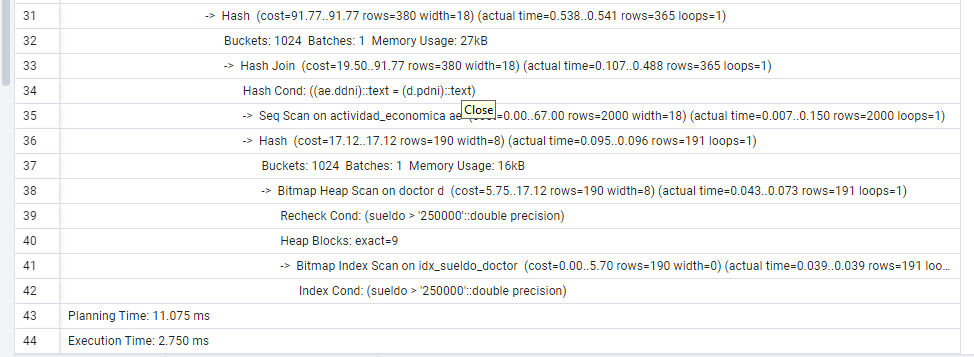 31 -> Hash (cost=91.77..91.77 rows=380 width=18) (actual time=0.538..0.541 rows=365 loops=1)
32 Buckets: 1024 Batches: 1 Memory Usage: 27kB
33 -> Hash Join (cost=19.50..91.77 rows=380 width=18) (actual time=0.107..0.488 rows=365 loops=1)
34 Hash Cond: ((ae.ddni)::text = (d.pdni)::text)
Close
35 -> Seq Scan on actividad_economica ae (cost=0.00..67.00 rows=2000 width=18) (actual time=0.007..0.150 rows=2000 loops=1)
36 -> Hash (cost=17.12..17.12 rows=190 width=8) (actual time=0.095..0.096 rows=191 loops=1)
37 Buckets: 1024 Batches: 1 Memory Usage: 16kB
38 -> Bitmap Heap Scan on doctor d (cost=5.75..17.12 rows=190 width=8) (actual time=0.043..0.073 rows=191 loops=1)
39 Recheck Cond: (sueldo > '250000'::double precision)
40 Heap Blocks: exact=9
41 -> Bitmap Index Scan on idx_sueldo_doctor (cost=0.00..5.70 rows=190 width=0) (actual time=0.039..0.039 rows=191 loo...
42 Index Cond: (sueldo > '250000'::double precision)
43 Planning Time: 11.075 ms
44 Execution Time: 2.750 ms